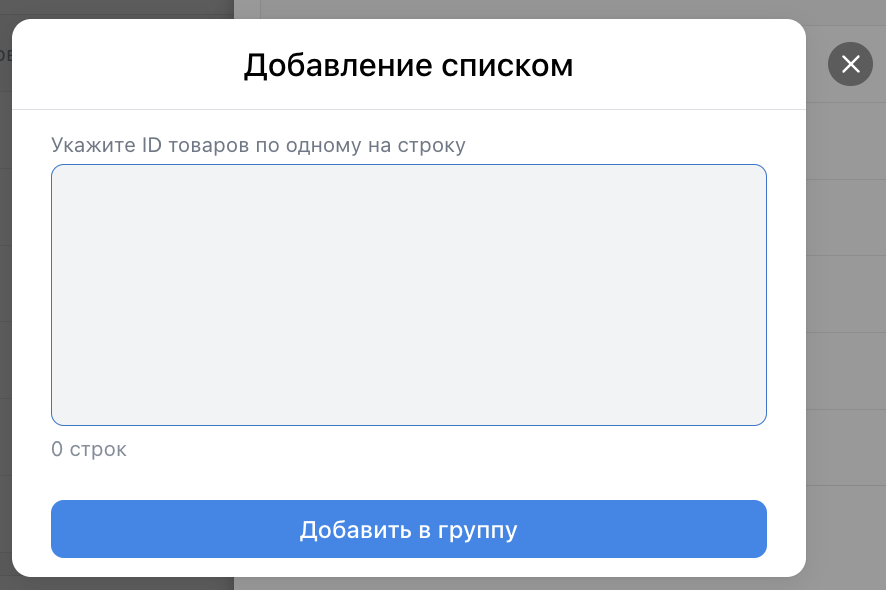 Добавление списком
Укажите ID товаров по одному на строку
0 строк
Добавить в группу